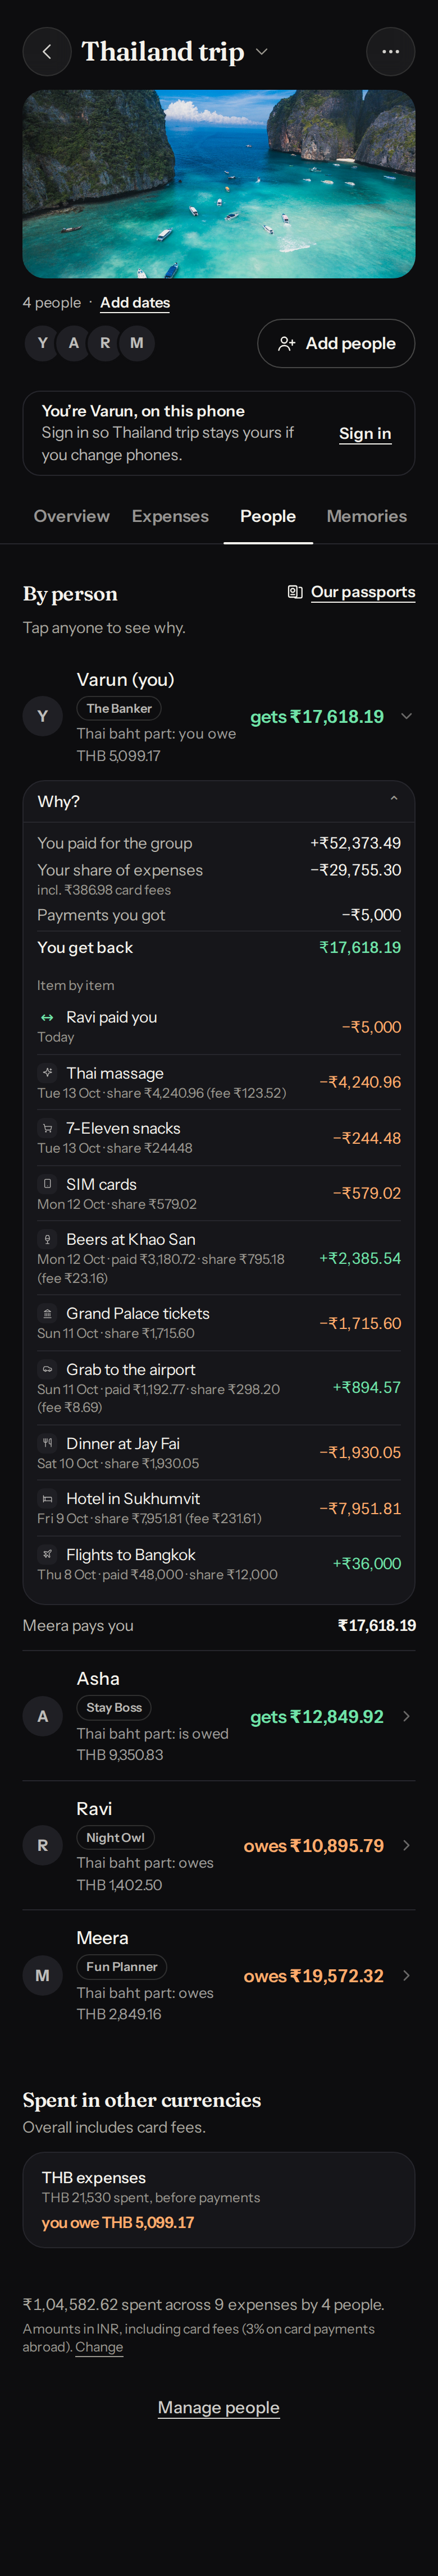 Thailand trip
4 people · Add dates
Y A R M
Add people
You're Varun, on this phone
Sign in so Thailand trip stays yours if
you change phones.
Sign in
Overview Expenses People Memories
By person
Our passports
Tap anyone to see why.
Y
Varun (you)
The Banker
Thai baht part: you owe
THB 5,099.17
gets ₹17,618.19
Why?
You paid for the group +₹52,373.49
Your share of expenses −₹29,755.30
incl. ₹386.98 card fees
Payments you got −₹5,000
You get back ₹17,618.19
Item by item
Ravi paid you −₹5,000
Today
Thai massage −₹4,240.96
Tue 13 Oct · share ₹4,240.96 (fee ₹123.52)
7-Eleven snacks −₹244.48
Tue 13 Oct · share ₹244.48
SIM cards −₹579.02
Mon 12 Oct · share ₹579.02
Beers at Khao San +₹2,385.54
Mon 12 Oct · paid ₹3,180.72 · share ₹795.18
(fee ₹23.16)
Grand Palace tickets −₹1,715.60
Sun 11 Oct · share ₹1,715.60
Grab to the airport +₹894.57
Sun 11 Oct · paid ₹1,192.77 · share ₹298.20
(fee ₹8.69)
Dinner at Jay Fai −₹1,930.05
Sat 10 Oct · share ₹1,930.05
Hotel in Sukhumvit −₹7,951.81
Fri 9 Oct · share ₹7,951.81 (fee ₹231.61)
Flights to Bangkok +₹36,000
Thu 8 Oct · paid ₹48,000 · share ₹12,000
Meera pays you ₹17,618.19
A
Asha
Stay Boss
Thai baht part: is owed
THB 9,350.83
gets ₹12,849.92
R
Ravi
Night Owl
Thai baht part: owes
THB 1,402.50
owes ₹10,895.79
M
Meera
Fun Planner
Thai baht part: owes
THB 2,849.16
owes ₹19,572.32
Spent in other currencies
Overall includes card fees.
THB expenses
THB 21,530 spent, before payments
you owe THB 5,099.17
₹1,04,582.62 spent across 9 expenses by 4 people.
Amounts in INR, including card fees (3% on card payments
abroad). Change
Manage people